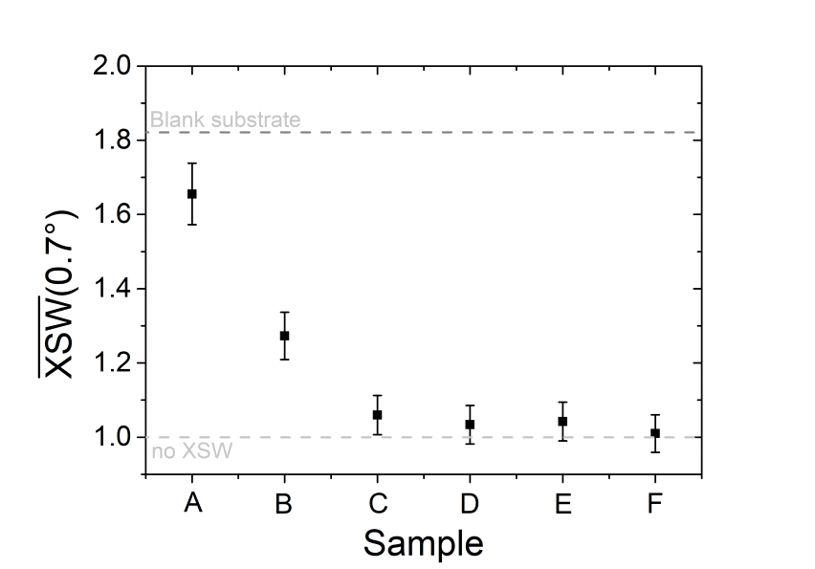 2.0
Blank substrate
1.8
1.6
1.4
1.2
1.0
no XSW
XSW(0.7°)
A B C D E F
Sample